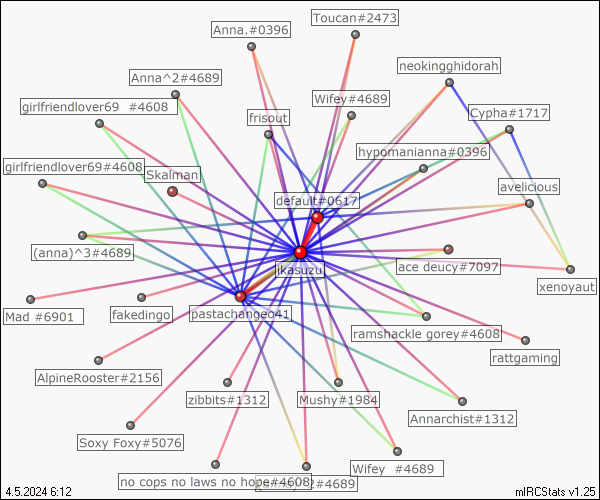 Toucan#2473
Anna.#0396
neokingghidorah
Anna^2#4689
Wifey#4689
girlfriendlover69 #4608
Cypha#1717
frisout
hypomanianna#0396
girlfriendlover69#4608
Skalman
avelicious
default#0617
(anna)^3#4689
ikasuzu
ace deucy#7097
xenoyaut
Mad #6901
fakedingo
pastachangeo41
ramshackle gorey#4608
rattgaming
AlpineRooster#2156
zibbits#1312
Mushy#1984
Annarchist#1312
Soxy Foxy#5076
Wifey #4689
no cops no laws no hope#4608
2#4689
4.5.2024 6:12
mIRCStats v1.25